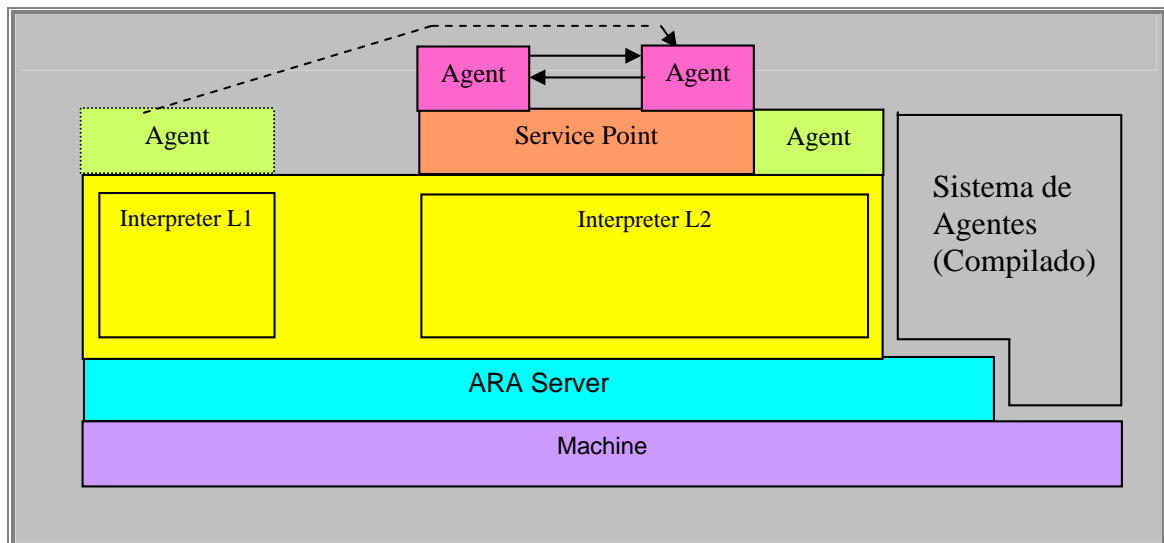 Agent
Agent
Agent
Service Point
Agent
Sistema de
Agentes
(Compilado)
Interpreter L1
Interpreter L2
ARA Server
Machine